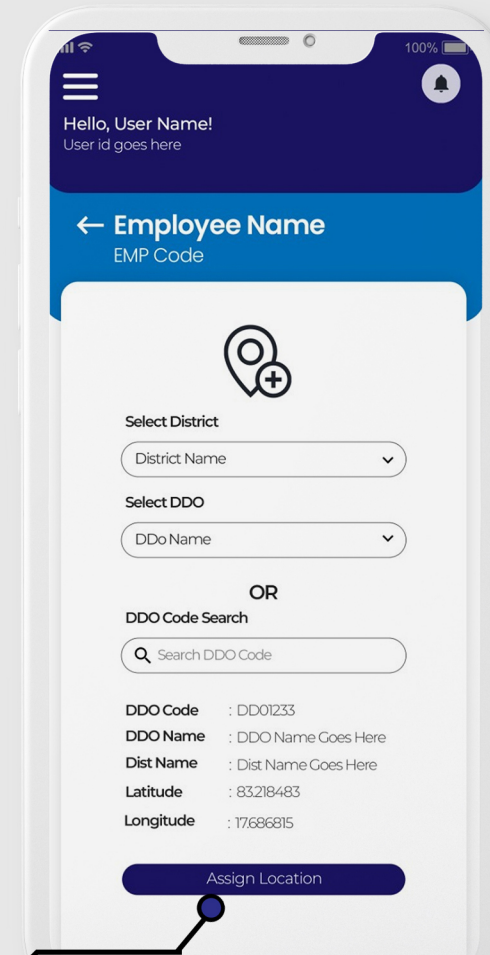 100%
Hello, User Name!
User id goes here
Employee Name
EMP Code
Select District
District Name
Select DDO
DDo Name
OR
DDO Code Search
Search DDO Code
DDO Code : DD01233
DDO Name : DDO Name Goes Here
Dist Name : Dist Name Goes Here
Latitude : 83.218483
Longitude : 17.686815
Assign Location